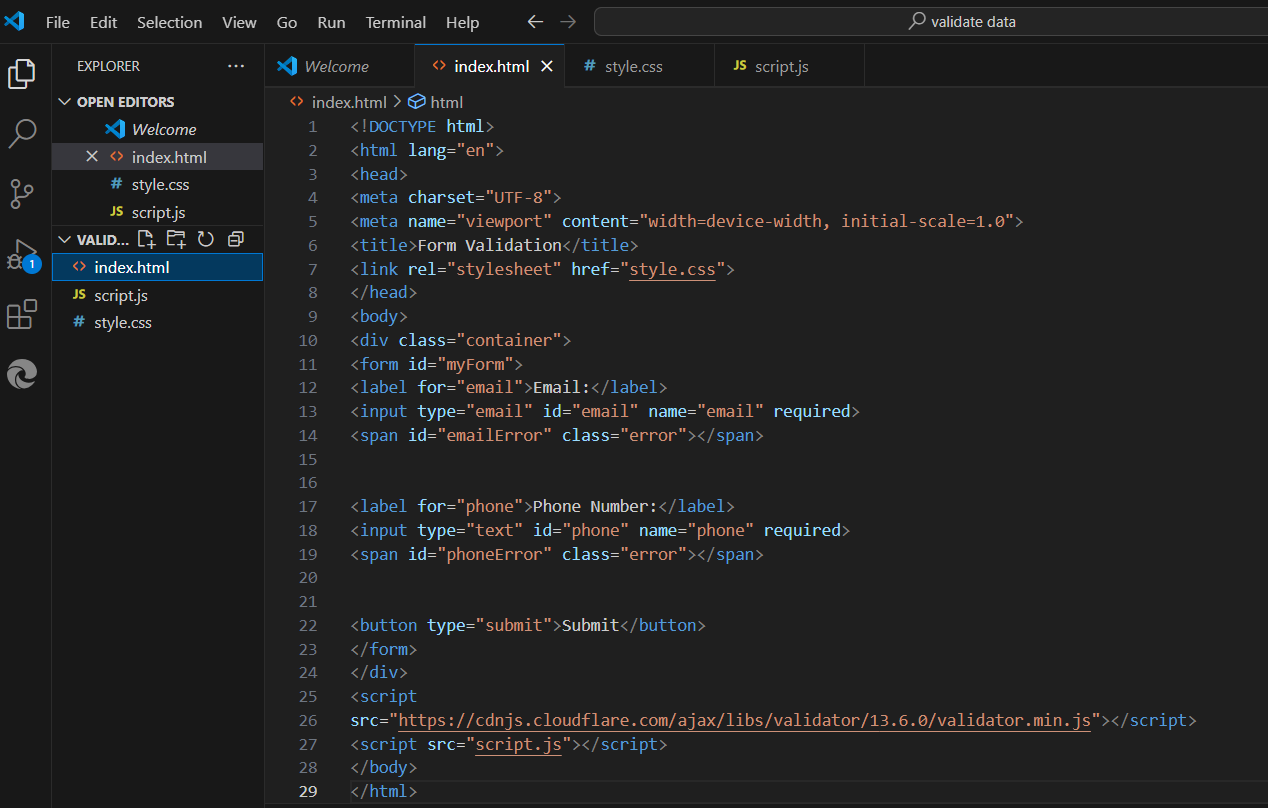 File Edit Selection View Go Run Terminal Help
validate data
EXPLORER
OPEN EDITORS
Welcome
index.html
# style.css
JS script.js
VALID...
index.html
JS script.js
# style.css
1
Welcome
index.html
# style.css
JS script.js
index.html > html
1 <!DOCTYPE html>
2 <html lang="en">
3 <head>
4 <meta charset="UTF-8">
5 <meta name="viewport" content="width=device-width, initial-scale=1.0">
6 <title>Form Validation</title>
7 <link rel="stylesheet" href="style.css">
8 </head>
9 <body>
10 <div class="container">
11 <form id="myForm">
12 <label for="email">Email:</label>
13 <input type="email" id="email" name="email" required>
14 <span id="emailError" class="error"></span>
15
16
17 <label for="phone">Phone Number:</label>
18 <input type="text" id="phone" name="phone" required>
19 <span id="phoneError" class="error"></span>
20
21
22 <button type="submit">Submit</button>
23 </form>
24 </div>
25 <script
26 src="https://cdnjs.cloudflare.com/ajax/libs/validator/13.6.0/validator.min.js"></script>
27 <script src="script.js"></script>
28 </body>
29 </html>